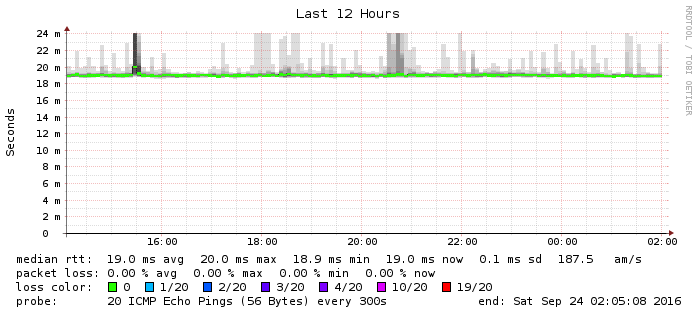 Last 12 Hours
RRDTOOL / TOBI OETIKER
Seconds
24 m
22 m
20 m
18 m
16 m
14 m
12 m
10 m
8 m
6 m
4 m
2 m
0
16:00 18:00 20:00 22:00 00:00 02:00
median rtt: 19.0 ms avg 20.0 ms max 18.9 ms min 19.0 ms now 0.1 ms sd 187.5 am/s
packet loss: 0.00 % avg 0.00 % max 0.00 % min 0.00 % now
loss color: 0 1/20 2/20 3/20 4/20 10/20 19/20
probe: 20 ICMP Echo Pings (56 Bytes) every 300s end: Sat Sep 24 02:05:08 2016